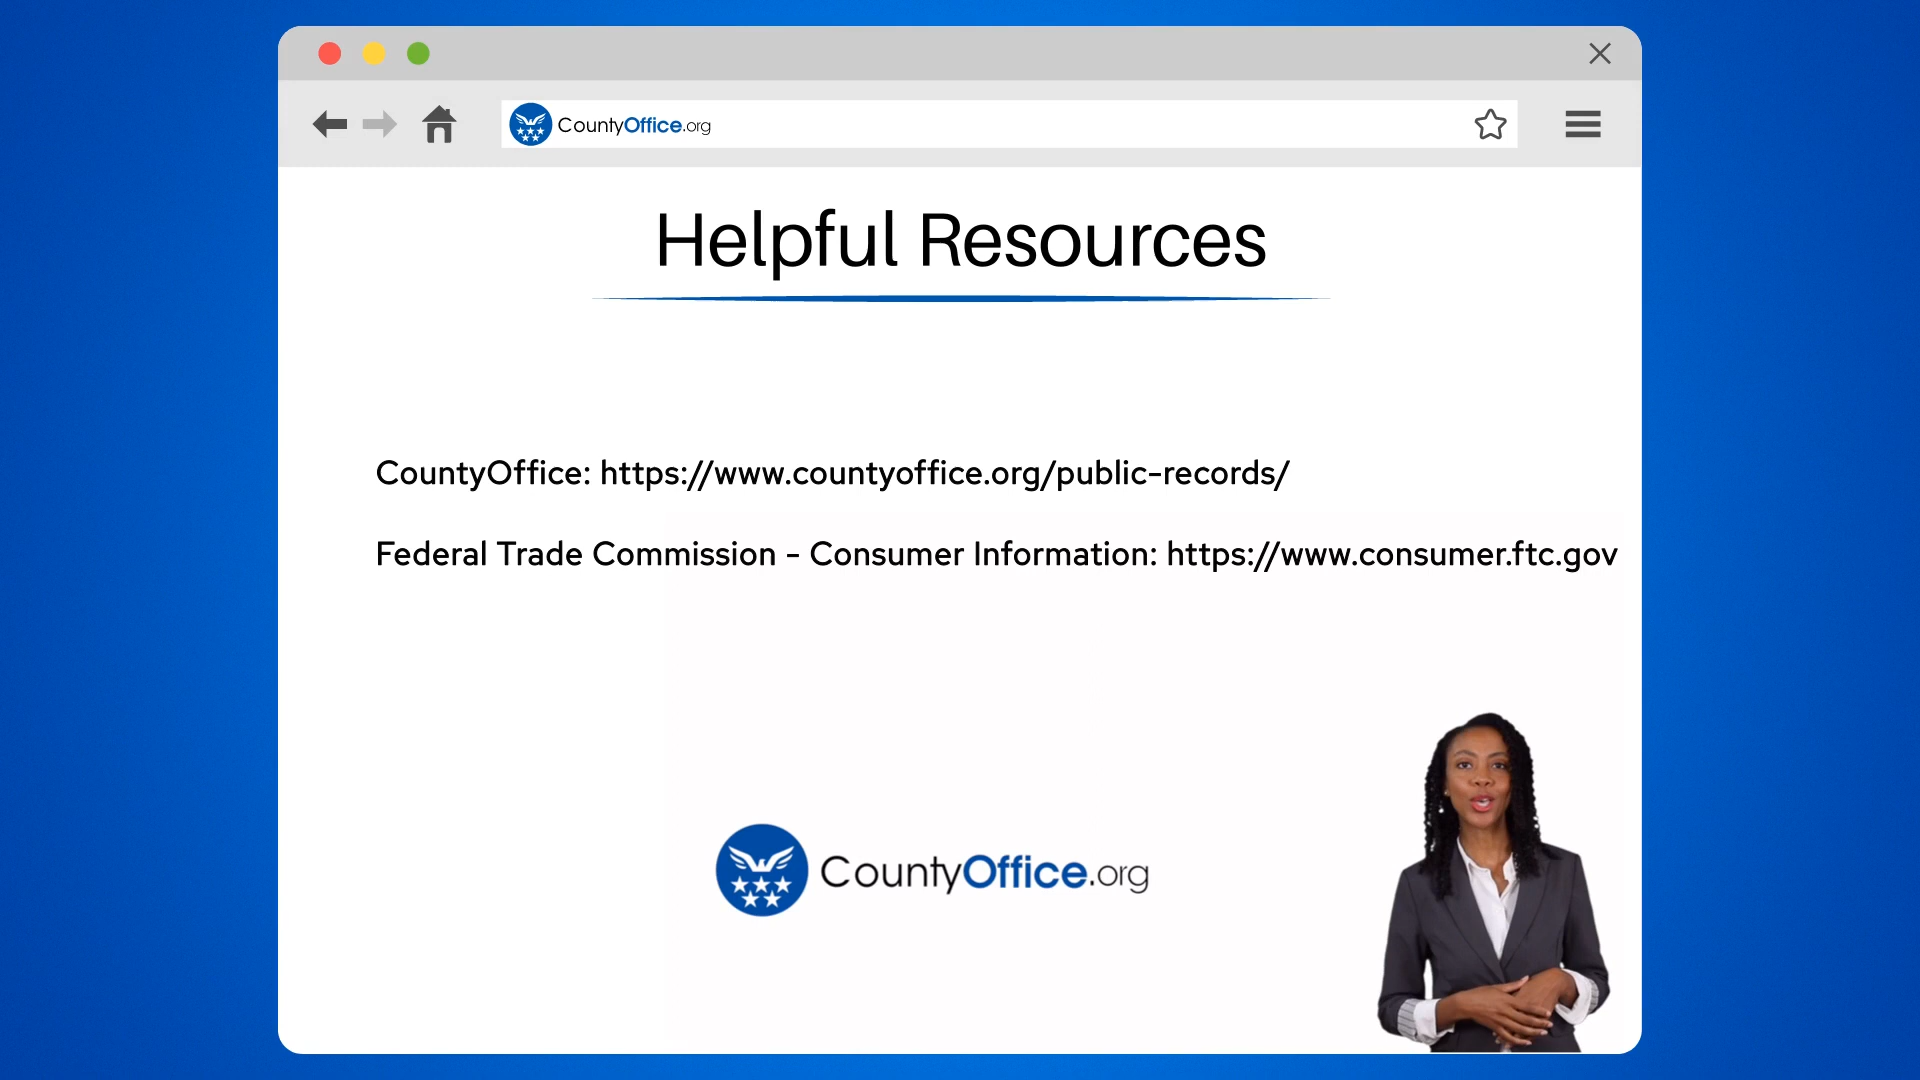 CountyOffice.org
Helpful Resources
CountyOffice: https://www.countyoffice.org/public-records/
Federal Trade Commission - Consumer Information: https://www.consumer.ftc.gov
CountyOffice.org